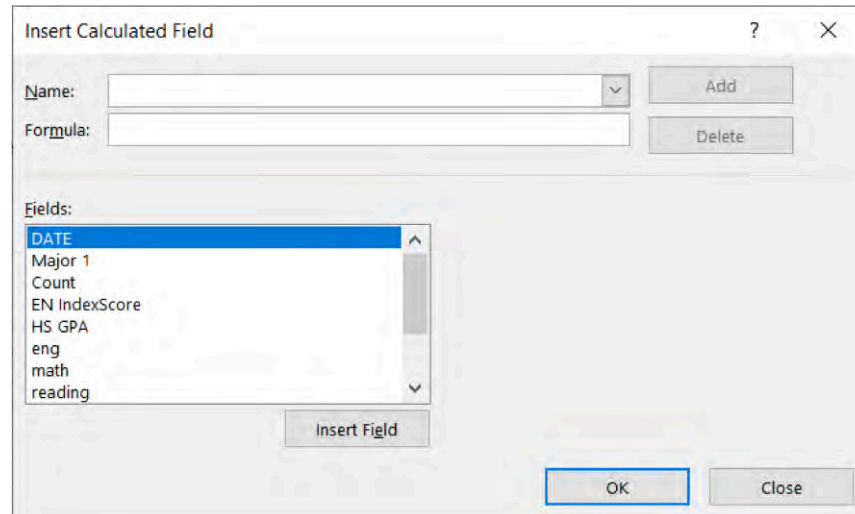 Insert Calculated Field ? ×
Name: Add
Formula: Delete
Fields:
DATE
Major 1
Count
EN IndexScore
HS GPA
eng
math
reading
Insert Field
OK Close